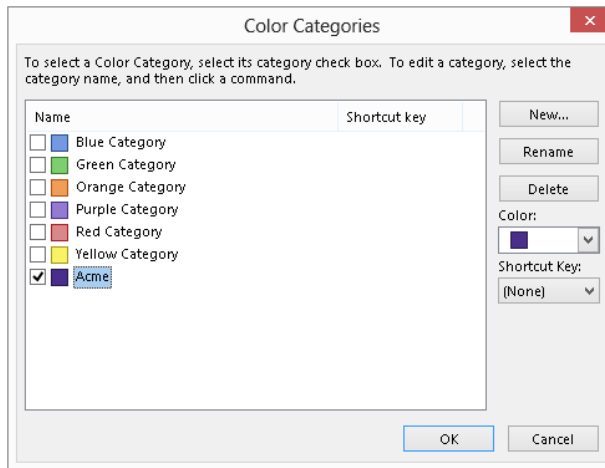 Color Categories
To select a Color Category, select its category check box. To edit a category, select the
category name, and then click a command.
Name Shortcut key
Blue Category
Green Category
Orange Category
Purple Category
Red Category
Yellow Category
Acme
New...
Rename
Delete
Color:
Shortcut Key:
(None)
OK Cancel